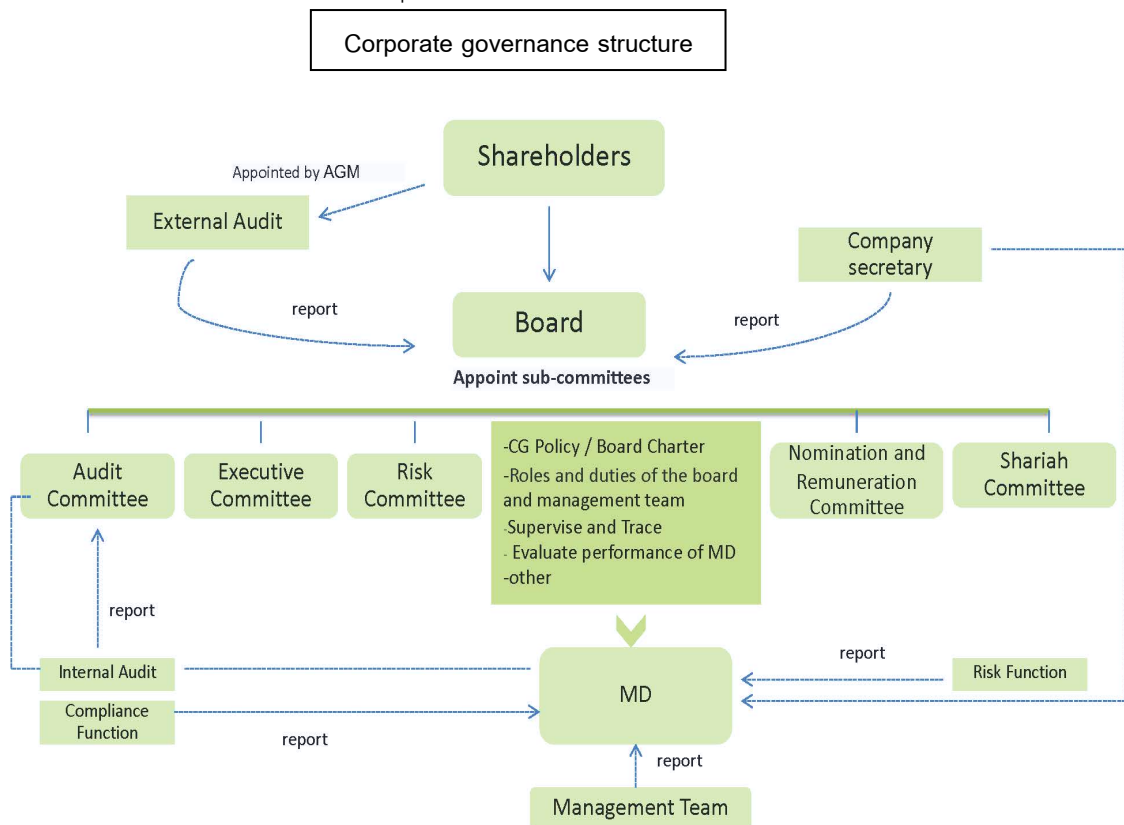 Corporate governance structure
Shareholders
Appointed by AGM
External Audit
Company
secretary
report
Board
report
Appoint sub-committees
Audit
Committee
Executive
Committee
Risk
Committee
-CG Policy / Board Charter
-Roles and duties of the board
and management team
-Supervise and Trace
- Evaluate performance of MD
-other
Nomination and
Remuneration
Committee
Shariah
Committee
report
Internal Audit
MD
report
Risk Function
Compliance
Function
report
report
Management Team